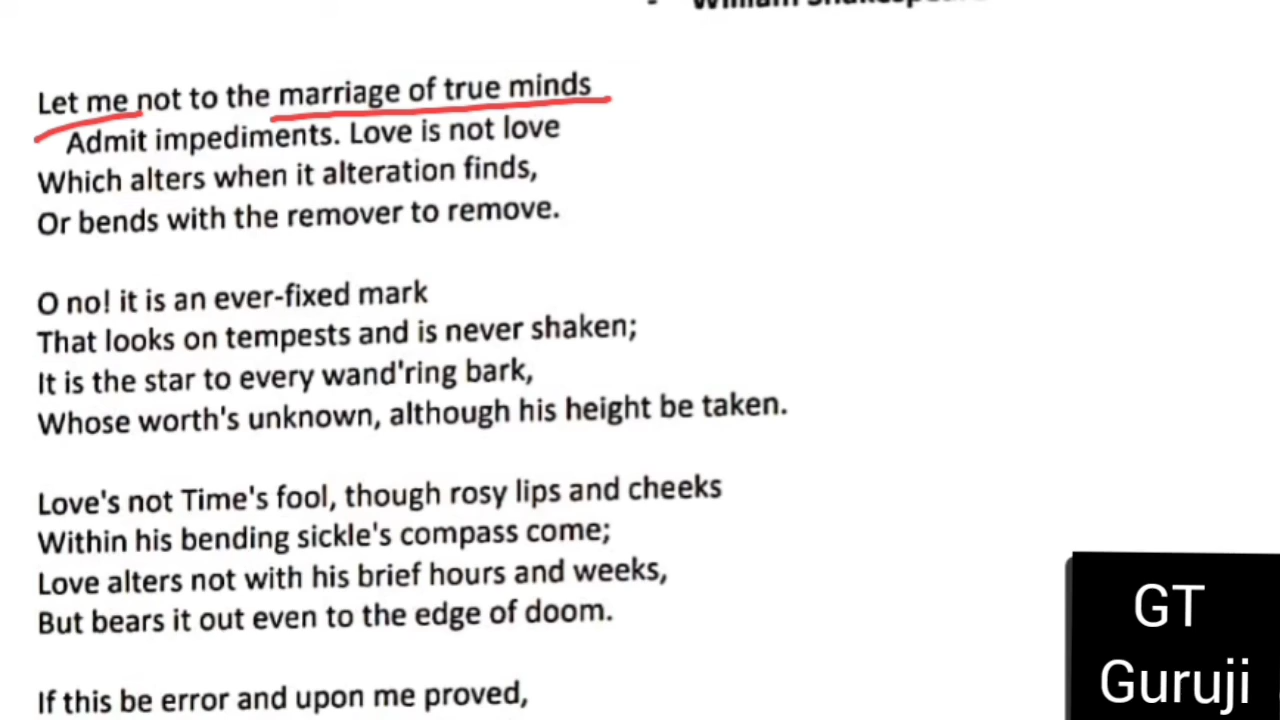 - William Shakespeare
Let me not to the marriage of true minds
Admit impediments. Love is not love
Which alters when it alteration finds,
Or bends with the remover to remove.
O no! it is an ever-fixed mark
That looks on tempests and is never shaken;
It is the star to every wand'ring bark,
Whose worth's unknown, although his height be taken.
Love's not Time's fool, though rosy lips and cheeks
Within his bending sickle's compass come;
Love alters not with his brief hours and weeks,
But bears it out even to the edge of doom.
If this be error and upon me proved,
GT
Guruji